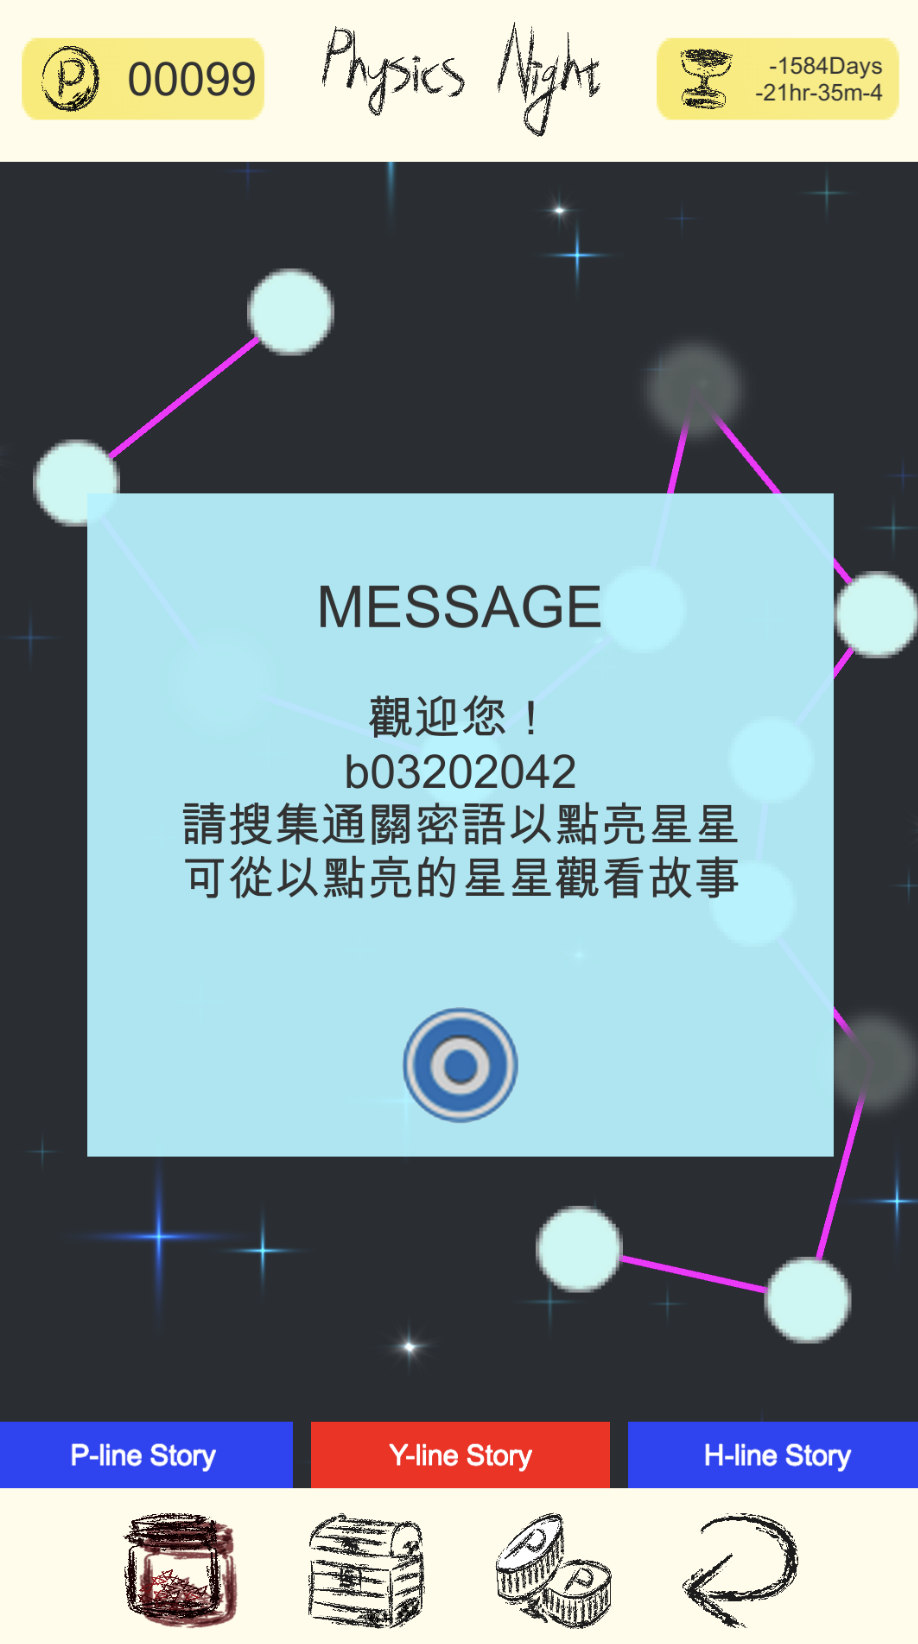 00099
Physics Night
-1584Days
-21hr-35m-4
MESSAGE
觀迎您！
b03202042
請搜集通關密語以點亮星星
可從以點亮的星星觀看故事
P-line Story
Y-line Story
H-line Story